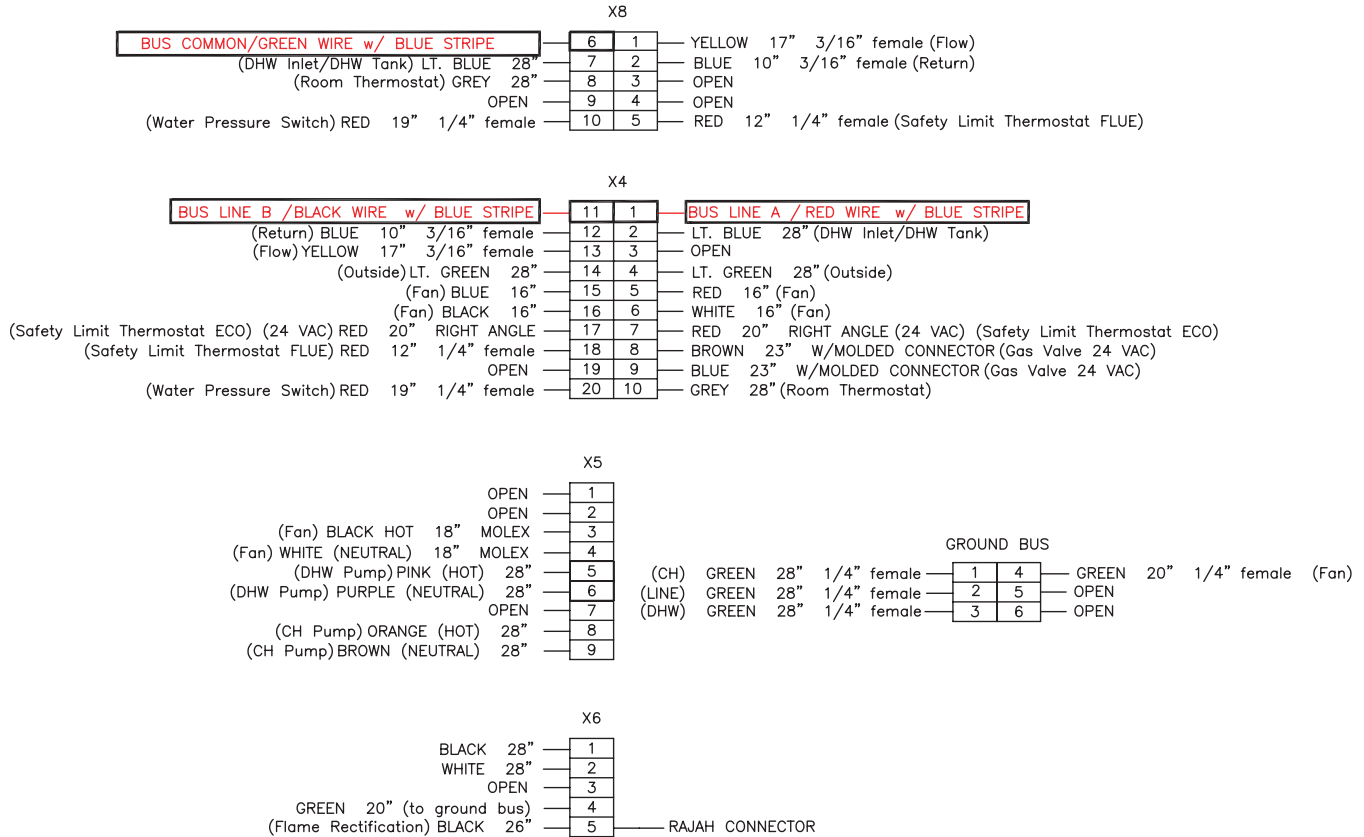 X8
BUS COMMON/GREEN WIRE w/ BLUE STRIPE 6 1 YELLOW 17" 3/16" female (Flow)
(DHW Inlet/DHW Tank) LT. BLUE 28" 7 2 BLUE 10" 3/16" female (Return)
(Room Thermostat) GREY 28" 8 3 OPEN
OPEN 9 4 OPEN
(Water Pressure Switch) RED 19" 1/4" female 10 5 RED 12" 1/4" female (Safety Limit Thermostat FLUE)
X4
BUS LINE B /BLACK WIRE w/ BLUE STRIPE 11 1 BUS LINE A / RED WIRE w/ BLUE STRIPE
(Return) BLUE 10" 3/16" female 12 2 LT. BLUE 28" (DHW Inlet/DHW Tank)
(Flow) YELLOW 17" 3/16" female 13 3 OPEN
(Outside) LT. GREEN 28" 14 4 LT. GREEN 28" (Outside)
(Fan) BLUE 16" 15 5 RED 16" (Fan)
(Fan) BLACK 16" 16 6 WHITE 16" (Fan)
(Safety Limit Thermostat ECO) (24 VAC) RED 20" RIGHT ANGLE 17 7 RED 20" RIGHT ANGLE (24 VAC) (Safety Limit Thermostat ECO)
(Safety Limit Thermostat FLUE) RED 12" 1/4" female 18 8 BROWN 23" W/MOLDED CONNECTOR (Gas Valve 24 VAC)
OPEN 19 9 BLUE 23" W/MOLDED CONNECTOR (Gas Valve 24 VAC)
(Water Pressure Switch) RED 19" 1/4" female 20 10 GREY 28" (Room Thermostat)
X5
OPEN 1
OPEN 2
(Fan) BLACK HOT 18" MOLEX 3
(Fan) WHITE (NEUTRAL) 18" MOLEX 4
(DHW Pump) PINK (HOT) 28" 5
(DHW Pump) PURPLE (NEUTRAL) 28" 6
OPEN 7
(CH Pump) ORANGE (HOT) 28" 8
(CH Pump) BROWN (NEUTRAL) 28" 9
GROUND BUS
(CH) GREEN 28" 1/4" female 1 4 GREEN 20" 1/4" female (Fan)
(LINE) GREEN 28" 1/4" female 2 5 OPEN
(DHW) GREEN 28" 1/4" female 3 6 OPEN
X6
BLACK 28" 1
WHITE 28" 2
OPEN 3
GREEN 20" (to ground bus) 4
(Flame Rectification) BLACK 26" 5 RAJAH CONNECTOR